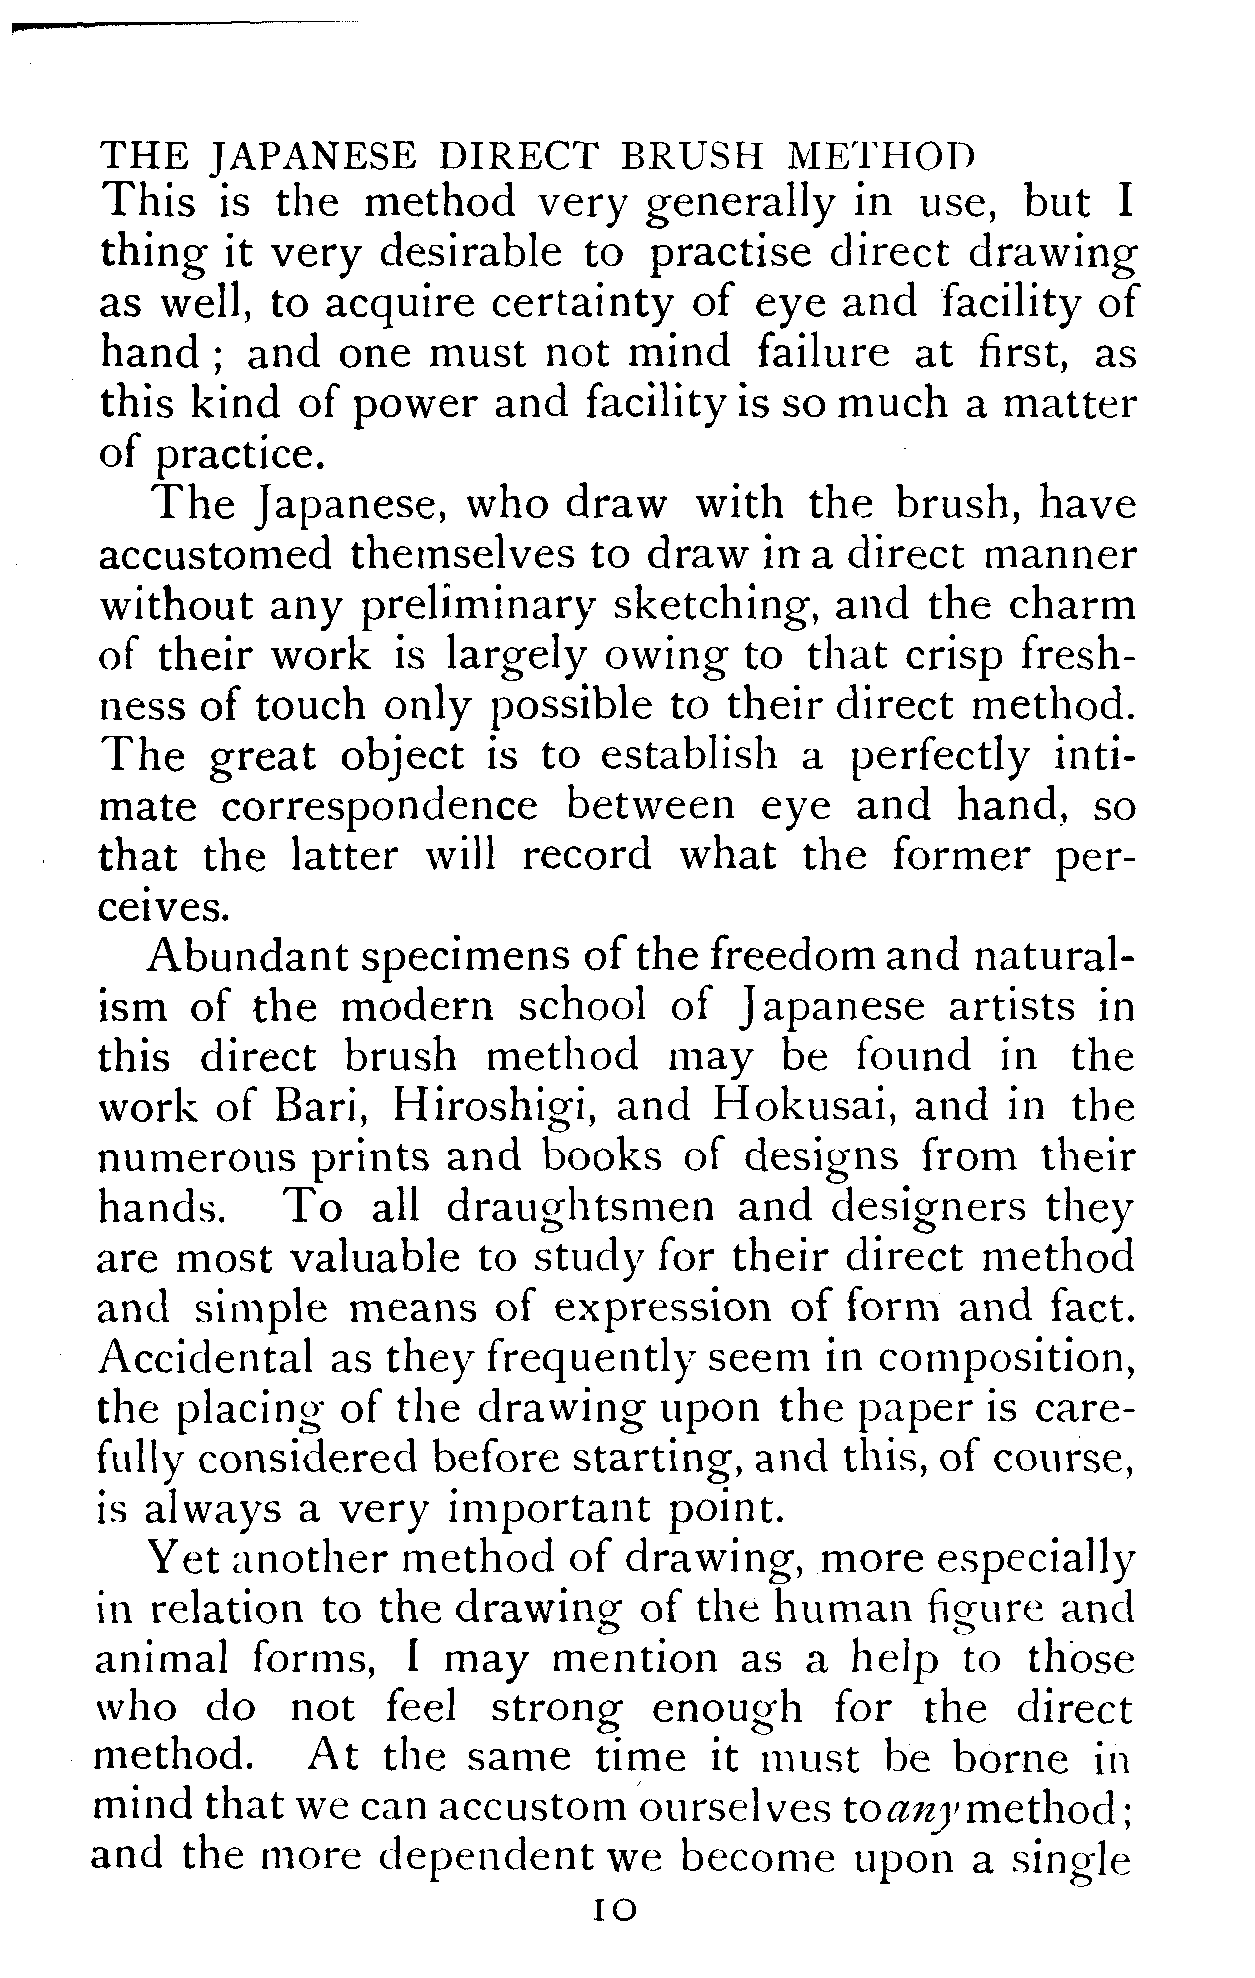 THE JAPANESE DIRECT BRUSH METHOD
This is the method very generally in use, but I
thing it very desirable to practise direct drawing
as well, to acquire certainty of eye and facility of
hand ; and one must not mind failure at first, as
this kind of power and facility is so much a matter
of practice.
The Japanese, who draw with the brush, have
accustomed themselves to draw in a direct manner
without any preliminary sketching, and the charm
of their work is largely owing to that crisp fresh-
ness of touch only possible to their direct method.
The great object is to establish a perfectly inti-
mate correspondence between eye and hand, so
that the latter will record what the former per-
ceives.
Abundant specimens of the freedom and natural-
ism of the modern school of Japanese artists in
this direct brush method may be found in the
work of Bari, Hiroshigi, and Hokusai, and in the
numerous prints and books of designs from their
hands. To all draughtsmen and designers they
are most valuable to study for their direct method
and simple means of expression of form and fact.
Accidental as they frequently seem in composition,
the placing of the drawing upon the paper is care-
fully considered before starting, and this, of course,
is always a very important point.
Yet another method of drawing, more especially
in relation to the drawing of the human figure and
animal forms, I may mention as a help to those
who do not feel strong enough for the direct
method. At the same time it must be borne in
mind that we can accustom ourselves to any method ;
and the more dependent we become upon a single
10